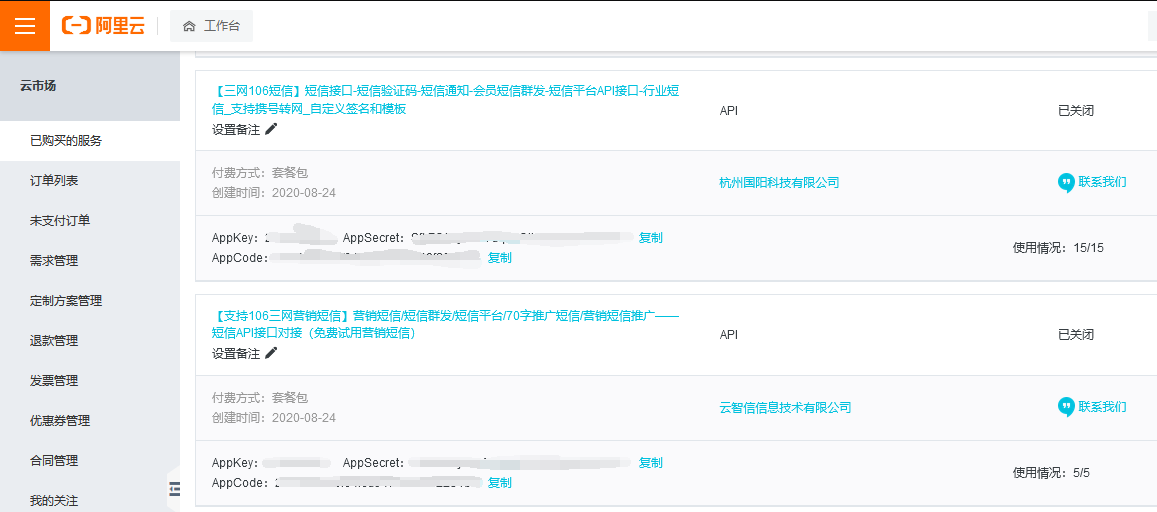 阿里云
工作台
云市场
已购买的服务
订单列表
未支付订单
需求管理
定制方案管理
退款管理
发票管理
优惠券管理
合同管理
我的关注
【三网106短信】短信接口-短信验证码-短信通知-会员短信群发-短信平台API接口-行业短
信_支持携号转网_自定义签名和模板
设置备注
API
已关闭
付费方式：套餐包
创建时间：2020-08-24
杭州国阳科技有限公司
联系我们
AppKey： AppSecret： 复制
AppCode： 复制
使用情况：15/15
【支持106三网营销短信】营销短信/短信群发/短信平台/70字推广短信/营销短信推广——
短信API接口对接（免费试用营销短信）
设置备注
API
已关闭
付费方式：套餐包
创建时间：2020-08-24
云智信信息技术有限公司
联系我们
AppKey： AppSecret： 复制
AppCode： 复制
使用情况：5/5